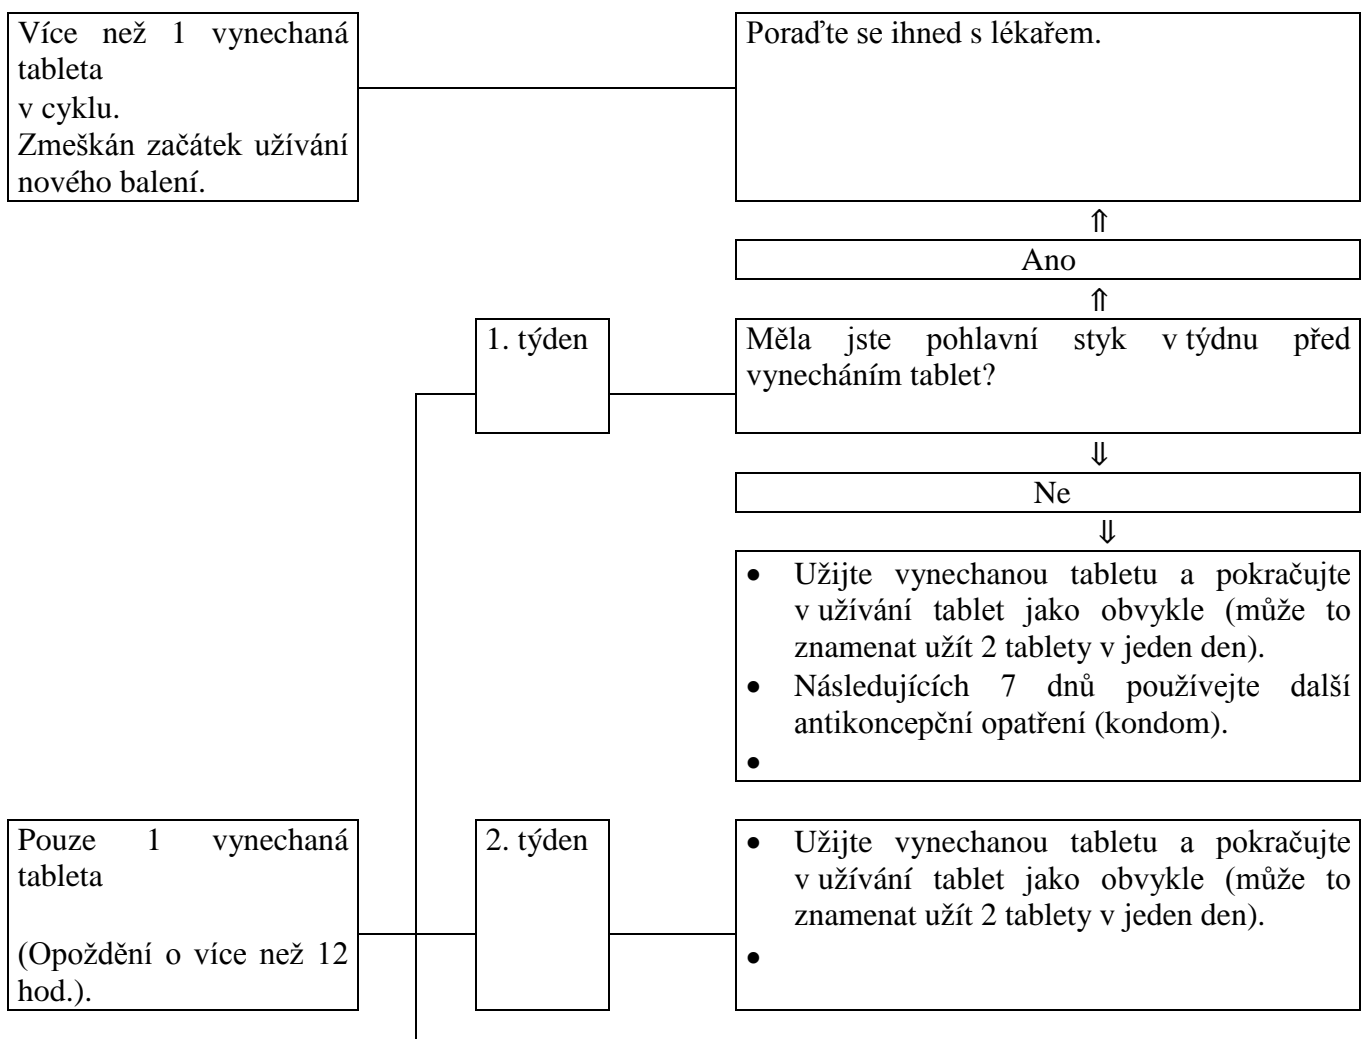 Více než 1 vynechaná
tableta
v cyklu.
Zmeškán začátek užívání
nového balení.
Poraďte se ihned s lékařem.
⇑
Ano
⇑
1. týden
Měla jste pohlavní styk v týdnu před
vynecháním tablet?
⇓
Ne
⇓
• Užijte vynechanou tabletu a pokračujte
v užívání tablet jako obvykle (může to
znamenat užít 2 tablety v jeden den).
• Následujících 7 dnů používejte další
antikoncepční opatření (kondom).
•
Pouze 1 vynechaná
tableta
(Opoždění o více než 12
hod.).
2. týden
• Užijte vynechanou tabletu a pokračujte
v užívání tablet jako obvykle (může to
znamenat užít 2 tablety v jeden den).
•